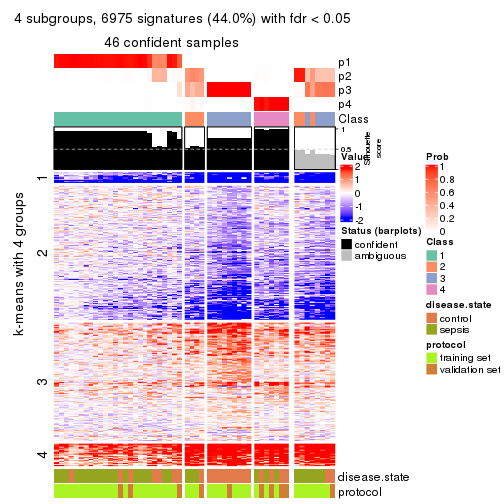 4 subgroups, 6975 signatures (44.0%) with fdr < 0.05
46 confident samples
p1
p2
p3
p4
Class
1
0.5
Silhouette
score
k-means with 4 groups
1
2
3
4
disease.state
protocol
Value
2
1
0
-1
-2
Status (barplots)
confident
ambiguous
Prob
1
0.8
0.6
0.4
0.2
0
Class
1
2
3
4
disease.state
control
sepsis
protocol
training set
validation set